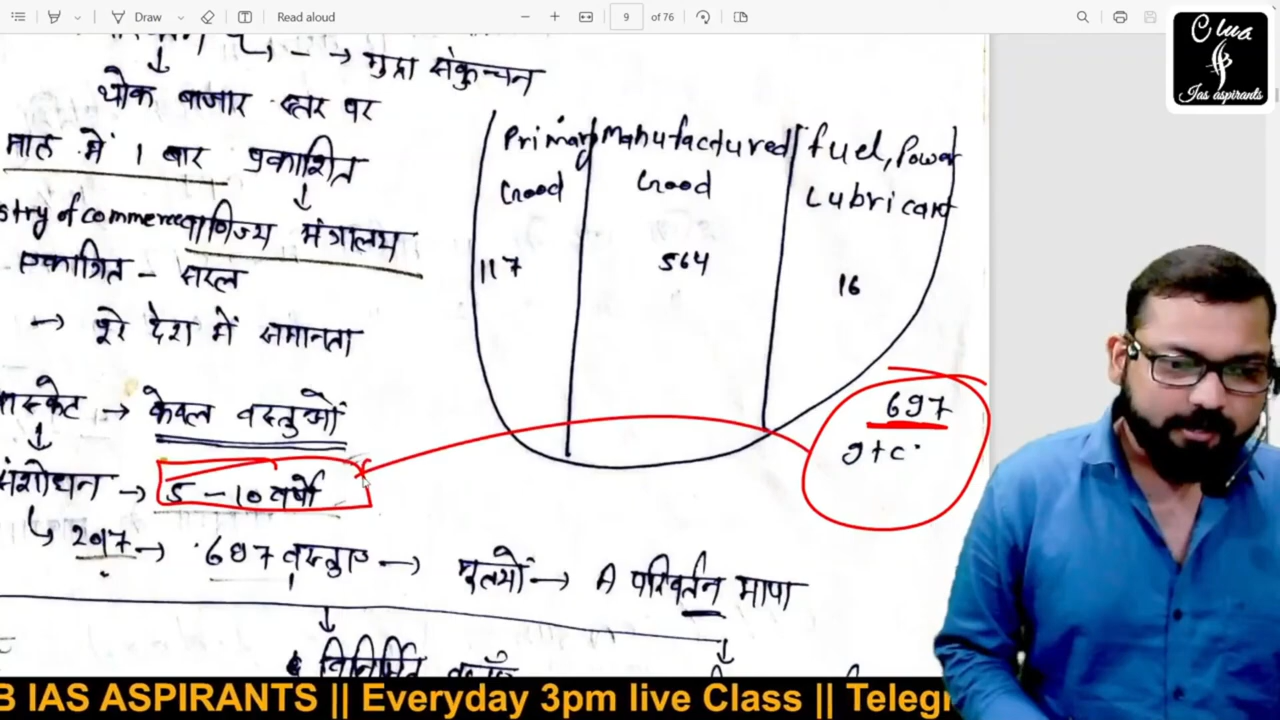 Draw
Read aloud
9 of 76
Clua
Ias aspirants
→ मुद्रा संकुचन
थोक बाजार स्तर पर
माह में 1 बार प्रकाशित
stry of commerce वाणिज्य मंत्रालय
एकत्रित - सरल
→ पूरे देश में समानता
बास्केट → केवल वस्तुओं
संशोधन → 5-10 वर्षों
2017 → 697 वस्तुएं → मूल्यों → A परिवर्तन मापा
Primary Good
117
Manufactured Good
564
fuel, Power Lubricant
16
697
g+c
विनिर्मित
B IAS ASPIRANTS || Everyday 3pm live Class || Telegr